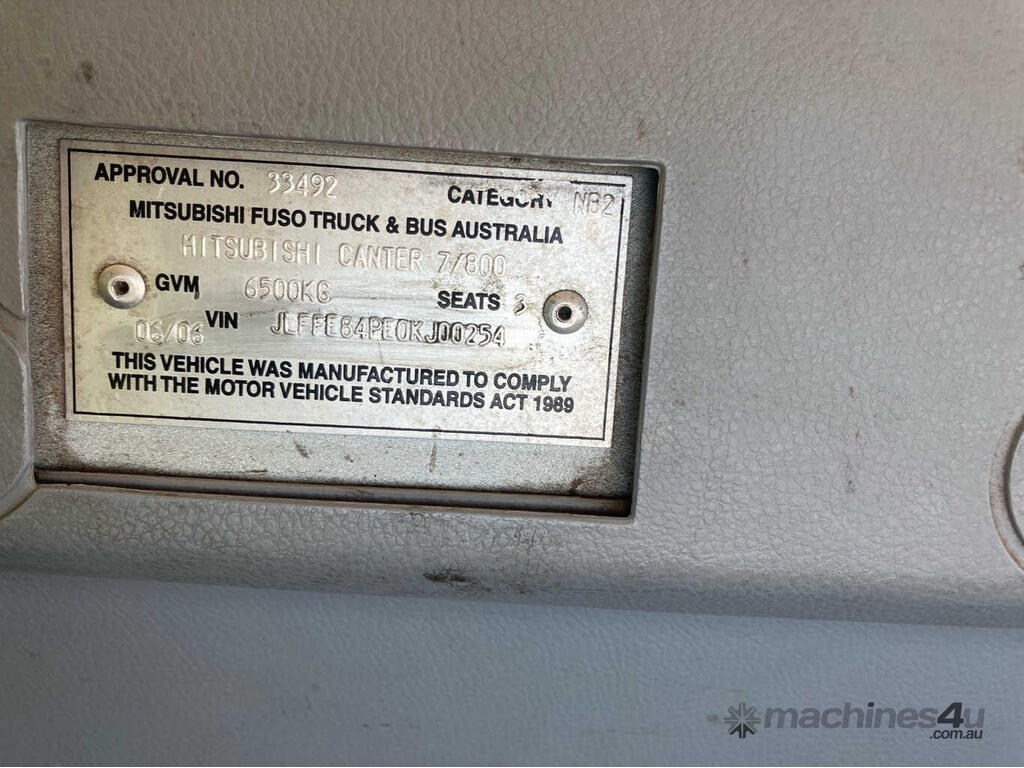 APPROVAL NO. 33492 CATEGORY NB2
MITSUBISHI FUSO TRUCK & BUS AUSTRALIA
MITSUBISHI CANTER 7/800
GVM 6500KG SEATS 3
06/06 VIN JLFFE84PE0KJ00254
THIS VEHICLE WAS MANUFACTURED TO COMPLY
WITH THE MOTOR VEHICLE STANDARDS ACT 1989
machines4u
.com.au